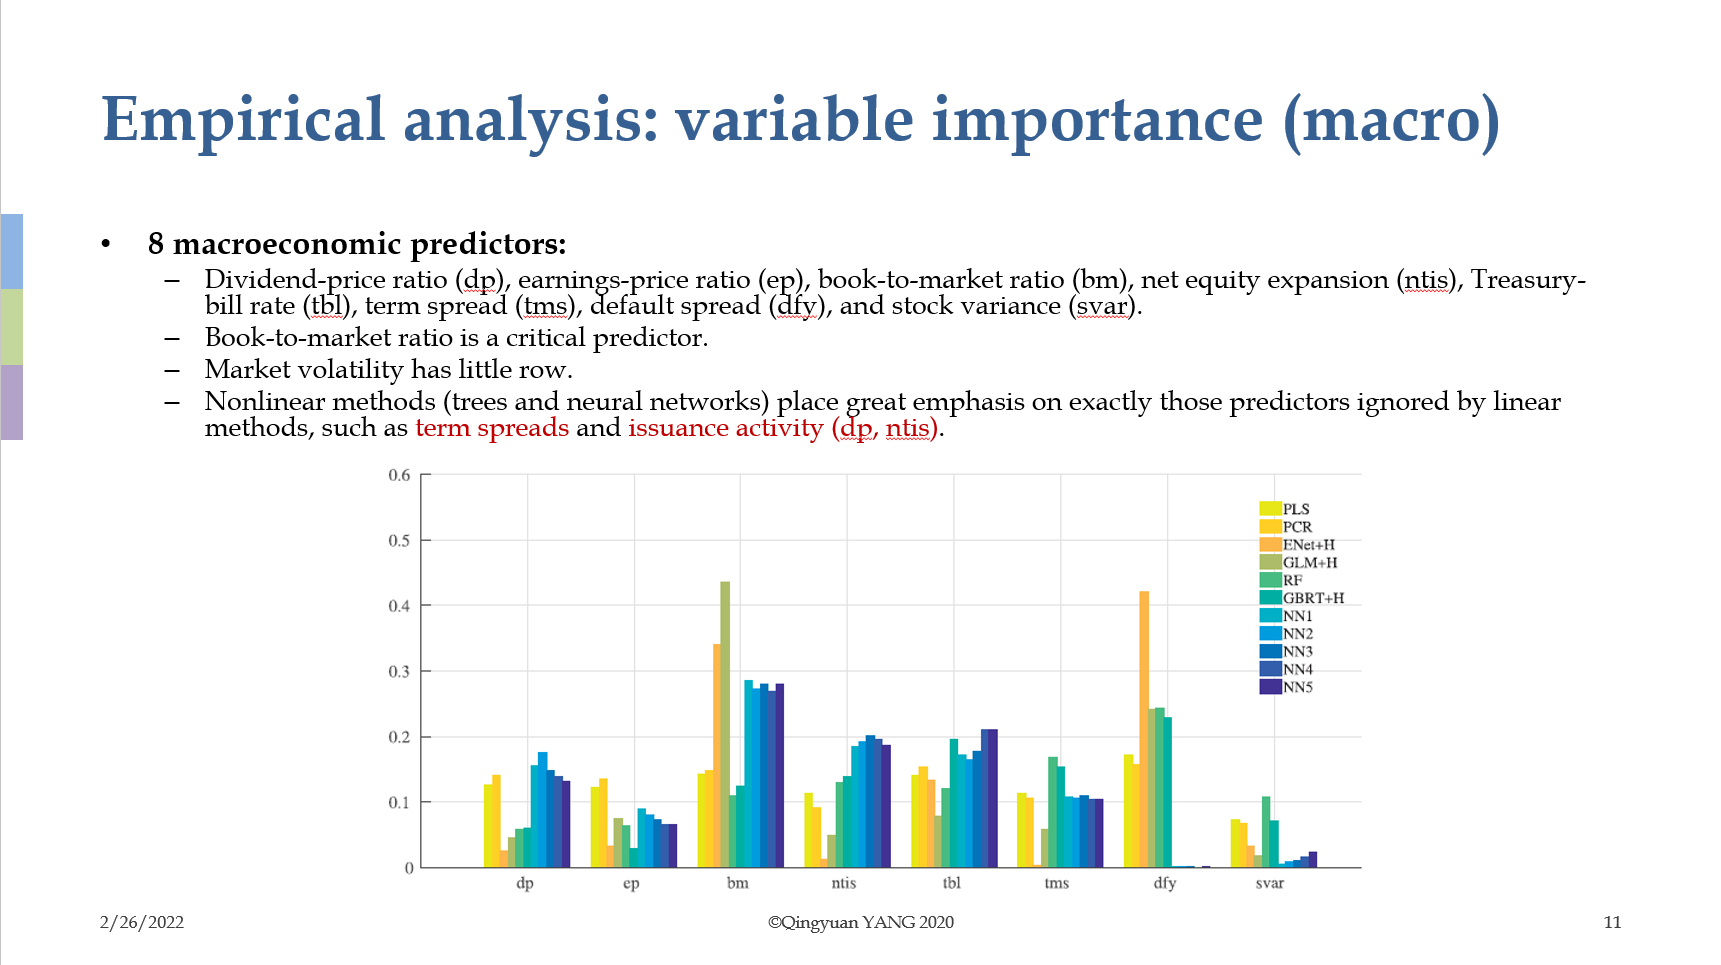 Empirical analysis: variable importance (macro)
• 8 macroeconomic predictors:
– Dividend-price ratio (dp), earnings-price ratio (ep), book-to-market ratio (bm), net equity expansion (ntis), Treasury-
bill rate (tbl), term spread (tms), default spread (dfy), and stock variance (svar).
– Book-to-market ratio is a critical predictor.
– Market volatility has little row.
– Nonlinear methods (trees and neural networks) place great emphasis on exactly those predictors ignored by linear
methods, such as term spreads and issuance activity (dp, ntis).
0.6
0.5
0.4
0.3
0.2
0.1
0
PLS
PCR
ENet+H
GLM+H
RF
GBRT+H
NN1
NN2
NN3
NN4
NN5
dp ep bm ntis tbl tms dfy svar
2/26/2022 ©Qingyuan YANG 2020 11